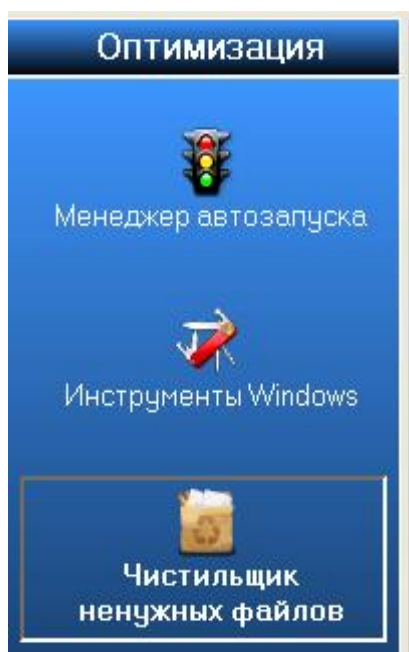 Оптимизация
Менеджер автозапуска
Инструменты Windows
Чистильщик
ненужных файлов